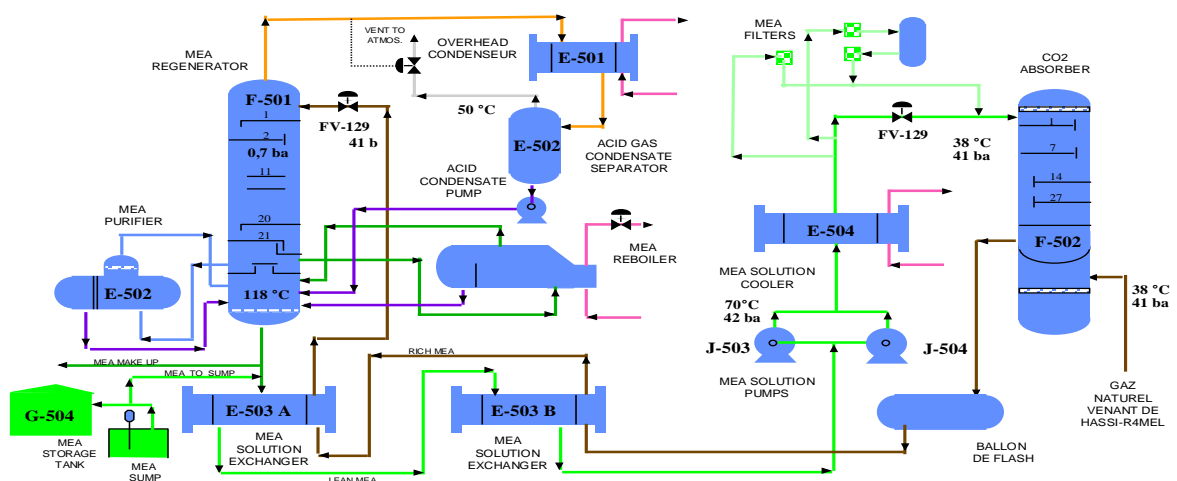 MEA
REGENERATOR
VENT TO
ATMOS.
OVERHEAD
CONDENSEUR
E-501
MEA
FILTERS
CO2
ABSORBER
F-501
1
2
0,7 ba
11
20
21
118 °C
FV-129
41 b
50 °C
E-502
ACID GAS
CONDENSATE
SEPARATOR
ACID
CONDENSATE
PUMP
MEA
PURIFIER
E-502
MEA
REBOILER
FV-129
38 °C
41 ba
1
7
14
27
F-502
E-504
MEA SOLUTION
COOLER
70°C
42 ba
38 °C
41 ba
J-503
J-504
MEA SOLUTION
PUMPS
GAZ
NATUREL
VENANT DE
HASSI-R4MEL
MEA MAKE UP
MEA TO SUMP
RICH MEA
G-504
MEA
STORAGE
TANK
MEA
SUMP
E-503 A
MEA
SOLUTION
EXCHANGER
LEAN MEA
E-503 B
MEA
SOLUTION
EXCHANGER
BALLON
DE FLASH